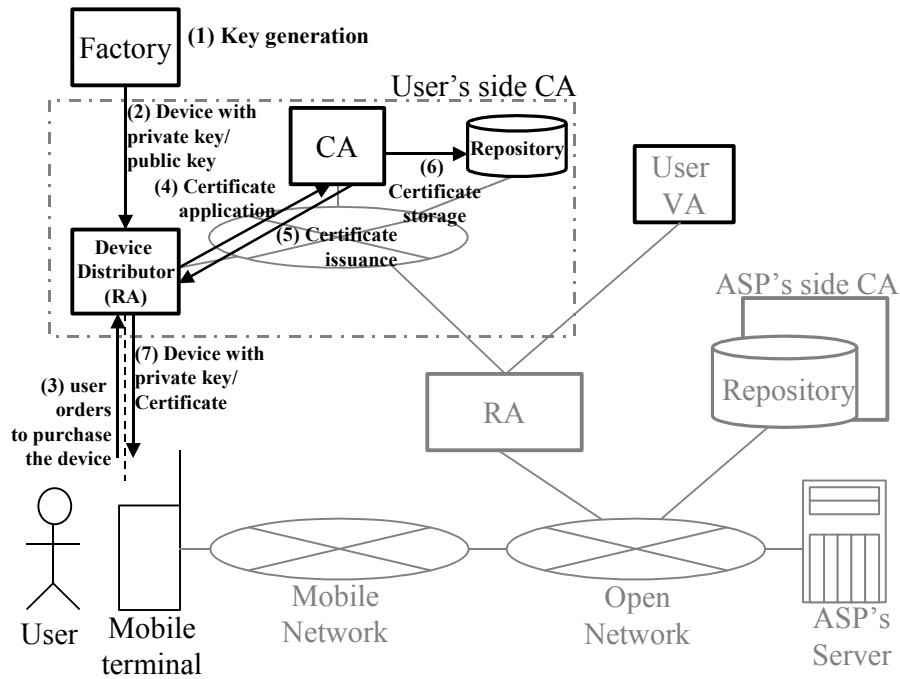 Factory
(1) Key generation
User's side CA
(2) Device with
private key/
public key
CA
Repository
(6)
Certificate
storage
(4) Certificate
application
(5) Certificate
issuance
Device
Distributor
(RA)
User
VA
ASP's side CA
Repository
(7) Device with
private key/
Certificate
(3) user
orders
to purchase
the device
RA
User
Mobile
terminal
Mobile
Network
Open
Network
ASP's
Server